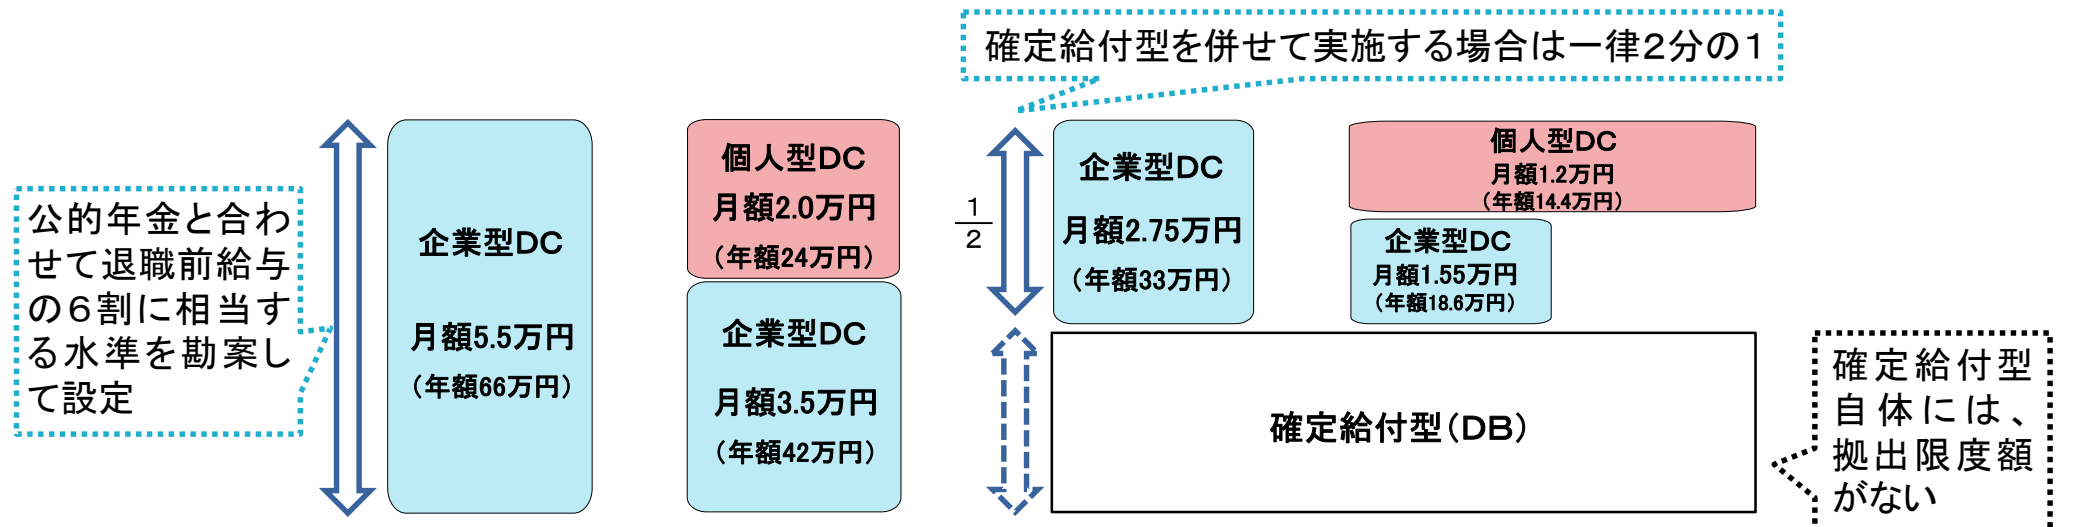 確定給付型を併せて実施する場合は一律２分の１
公的年金と合わ
せて退職前給与
の６割に相当す
る水準を勘案し
て設定
企業型DC
月額5.5万円
（年額66万円）
個人型DC
月額2.0万円
（年額24万円）
企業型DC
月額3.5万円
（年額42万円）
1
2
企業型DC
月額2.75万円
（年額33万円）
個人型DC
月額1.2万円
（年額14.4万円）
企業型DC
月額1.55万円
（年額18.6万円）
確定給付型（DB）
確定給付型
自体には、
拠出限度額
がない